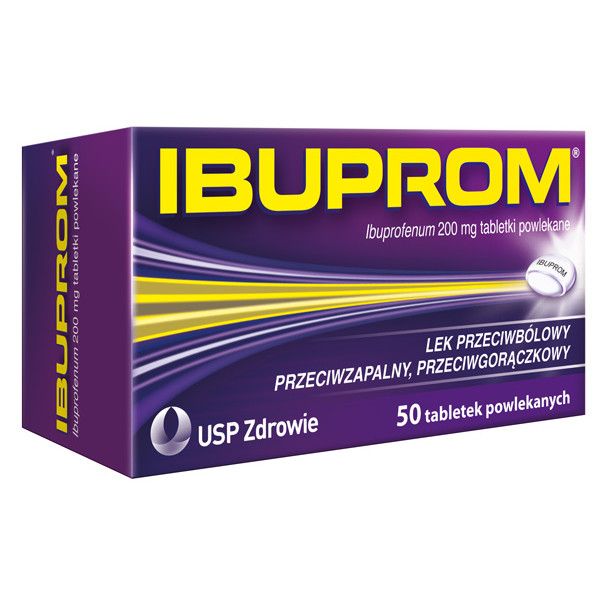 IBUPROM®
Ibuprofenum 200 mg tabletki powlekane
IBUPROM
LEK PRZECIWBÓLOWY
PRZECIWZAPALNY, PRZECIWGORĄCZKOWY
USP Zdrowie
50 tabletek powlekanych
IBUPROM
Ibuprofenum 200 mg tabletki powlekane